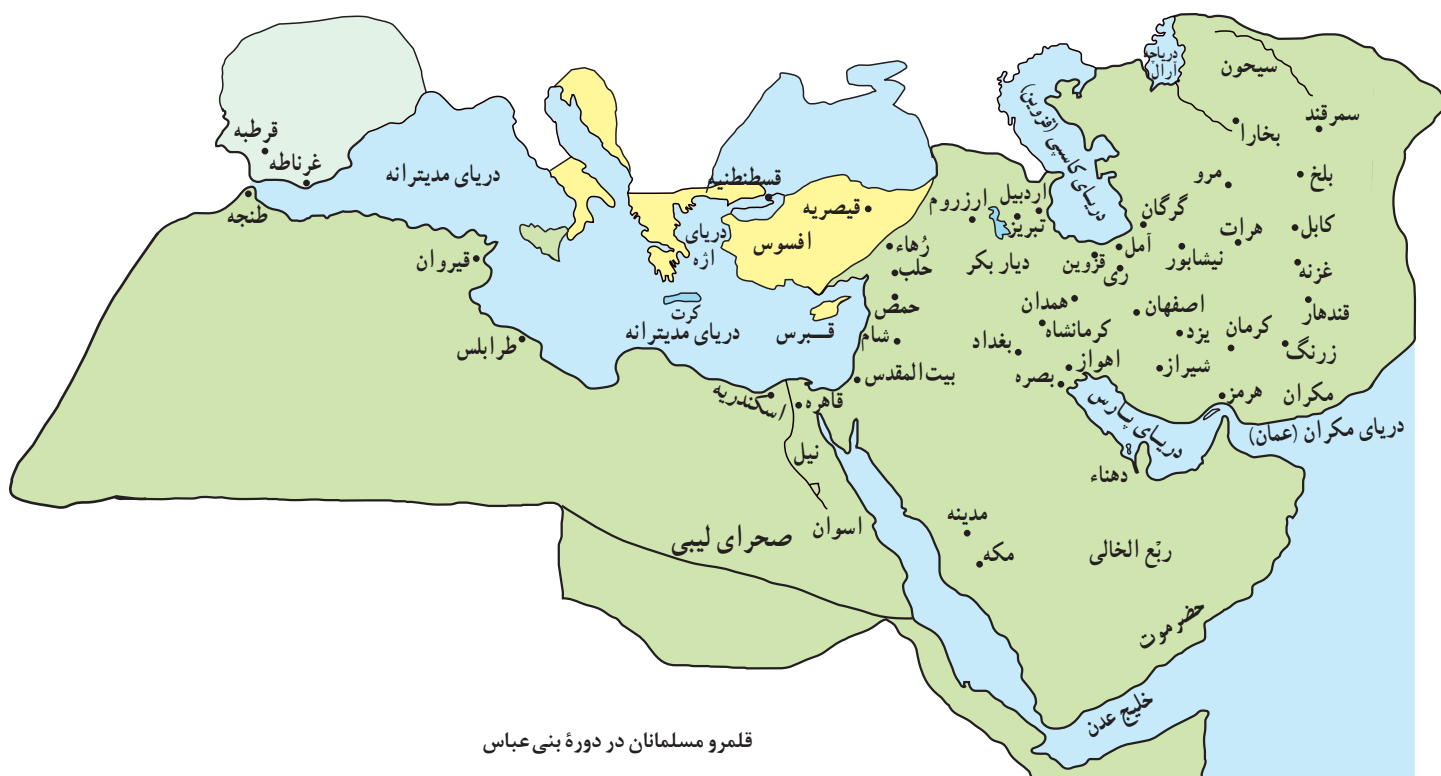 دریاچه
آرال
سیحون
سمرقند
بخارا
بلخ
مرو
کابل
هرات
غزنه
نیشابور
قندهار
گرگان
آمل
ری
قزوین
دریای کاسپی (قزوین)
اردبیل
تبریز
ارزروم
دیار بکر
رُهاء
حلب
حمص
شام
بیت‌المقدس
همدان
کرمانشاه
بغداد
اهواز
بصره
اصفهان
یزد
شیراز
کرمان
زرنگ
مکران
هرمز
دریای پارس
دریای مکران (عمان)
دهناء
مدینه
مکه
ربْع الخالی
حضرموت
خلیج عدن
قسطنطنیه
قیصریه
افسوس
دریای
اژه
کرت
قبرس
دریای مدیترانه
دریای مدیترانه
قرطبه
غرناطه
طنجه
قیروان
طرابلس
اسکندریه
قاهره
نیل
اسوان
صحرای لیبی
قلمرو مسلمانان در دورهٔ بنی‌عباس